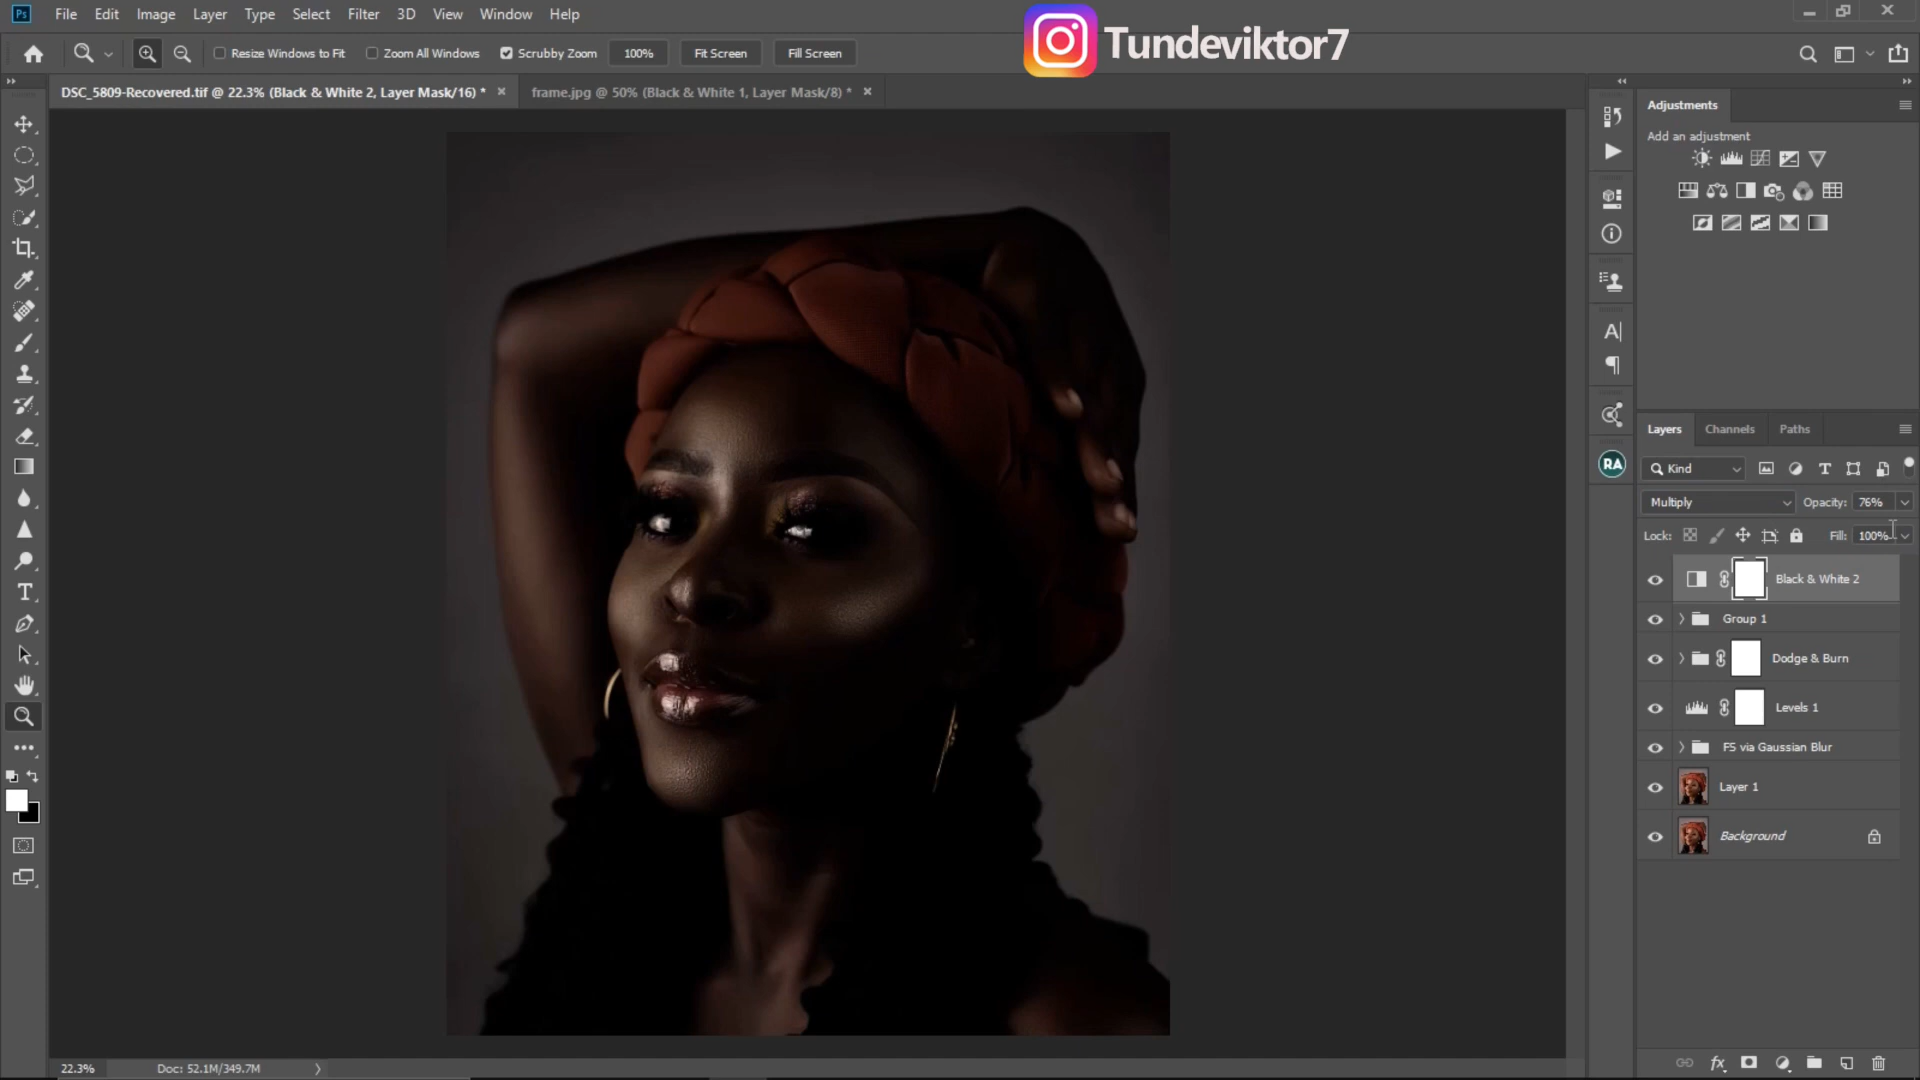 Ps File Edit Image Layer Type Select Filter 3D View Window Help
Tundeviktor7
Resize Windows to Fit Zoom All Windows Scrubby Zoom 100% Fit Screen Fill Screen
DSC_5809-Recovered.tif @ 22.3% (Black & White 2, Layer Mask/16) * × frame.jpg @ 50% (Black & White 1, Layer Mask/8) * ×
Adjustments
Add an adjustment
A|
RA
Layers Channels Paths
Kind
Multiply Opacity: 76%
Lock: Fill: 100%
Black & White 2
Group 1
Dodge & Burn
Levels 1
FS via Gaussian Blur
Layer 1
Background
fx
22.3% Doc: 52.1M/349.7M